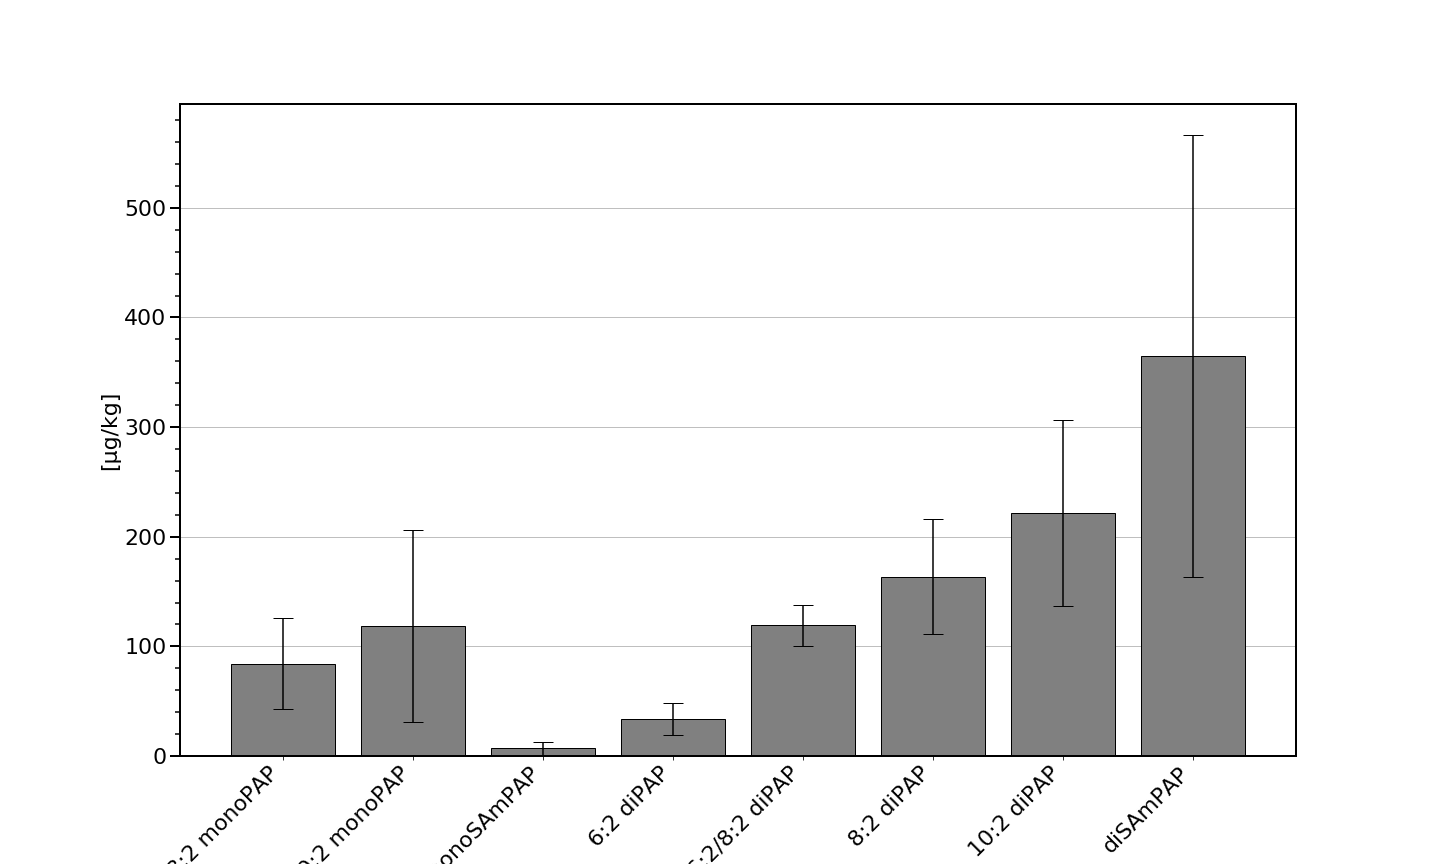 500
400
300
200
100
0
[µg/kg]
:2 monoPAP
:2 monoPAP
onoSAmPAP
6:2 diPAP
:2/8:2 diPAP
8:2 diPAP
10:2 diPAP
diSAmPAP